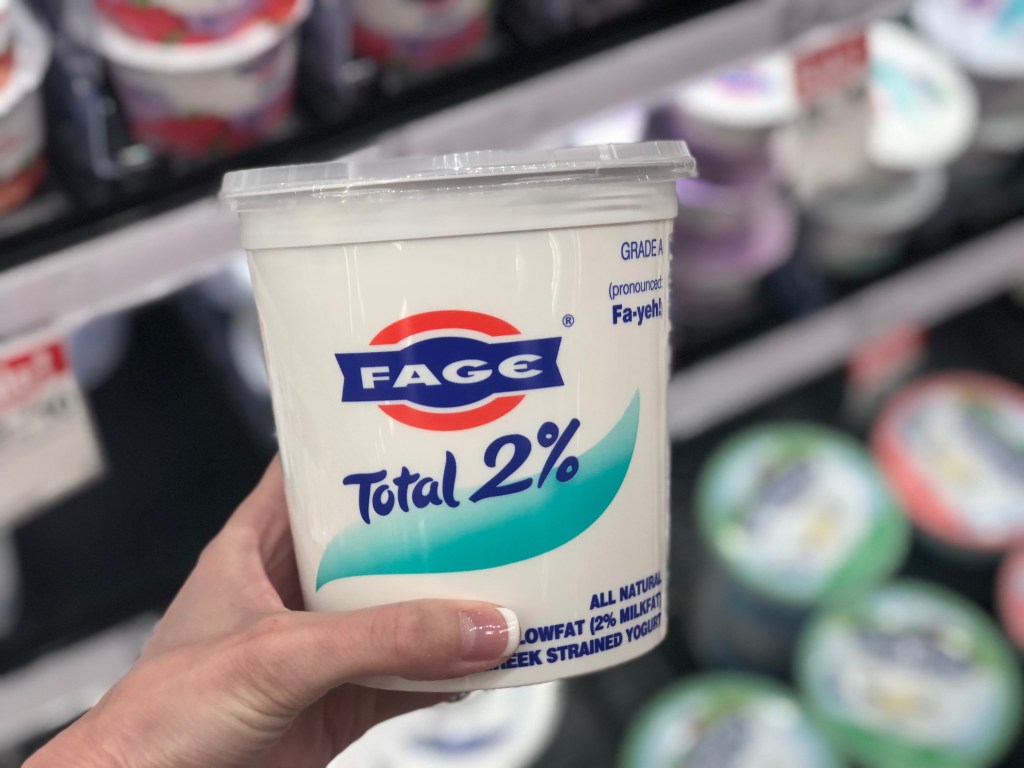 GRADE A
(pronounced:
Fa-yeh!
FAGE®
Total 2%
ALL NATURAL
LOWFAT (2% MILKFAT)
EEK STRAINED YOGURT